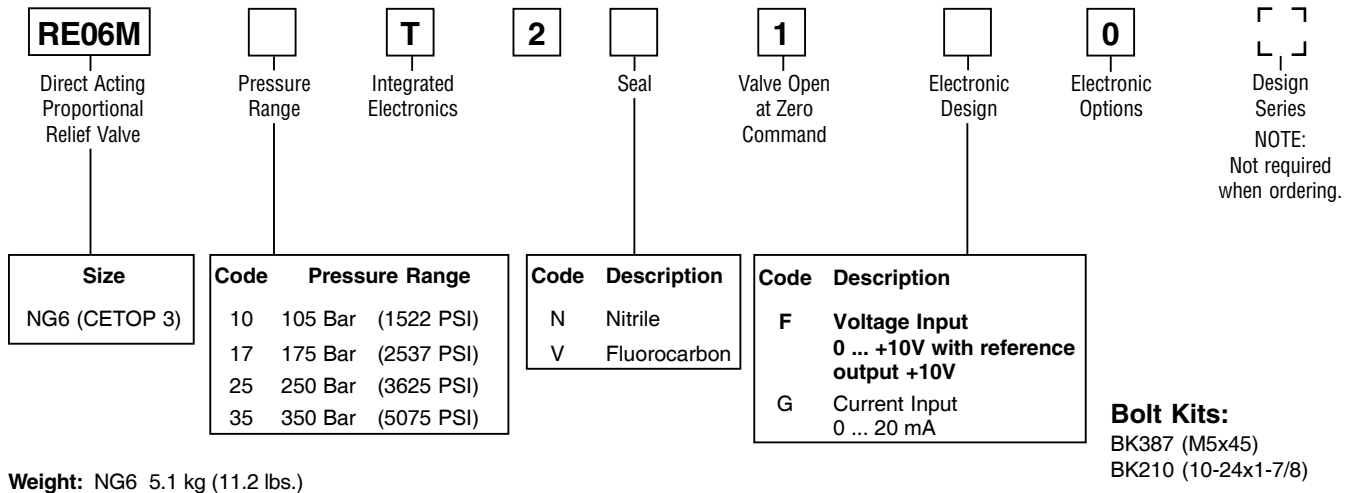 RE06M T 2 1 0
Direct Acting Proportional Relief Valve
Pressure Range
Integrated Electronics
Seal
Valve Open at Zero Command
Electronic Design
Electronic Options
Design Series
NOTE:
Not required
when ordering.
Size
NG6 (CETOP 3)
Code Pressure Range
10 105 Bar (1522 PSI)
17 175 Bar (2537 PSI)
25 250 Bar (3625 PSI)
35 350 Bar (5075 PSI)
Code Description
N Nitrile
V Fluorocarbon
Code Description
F Voltage Input
0 ... +10V with reference
output +10V
G Current Input
0 ... 20 mA
Bolt Kits:
BK387 (M5x45)
BK210 (10-24x1-7/8)
Weight: NG6 5.1 kg (11.2 lbs.)